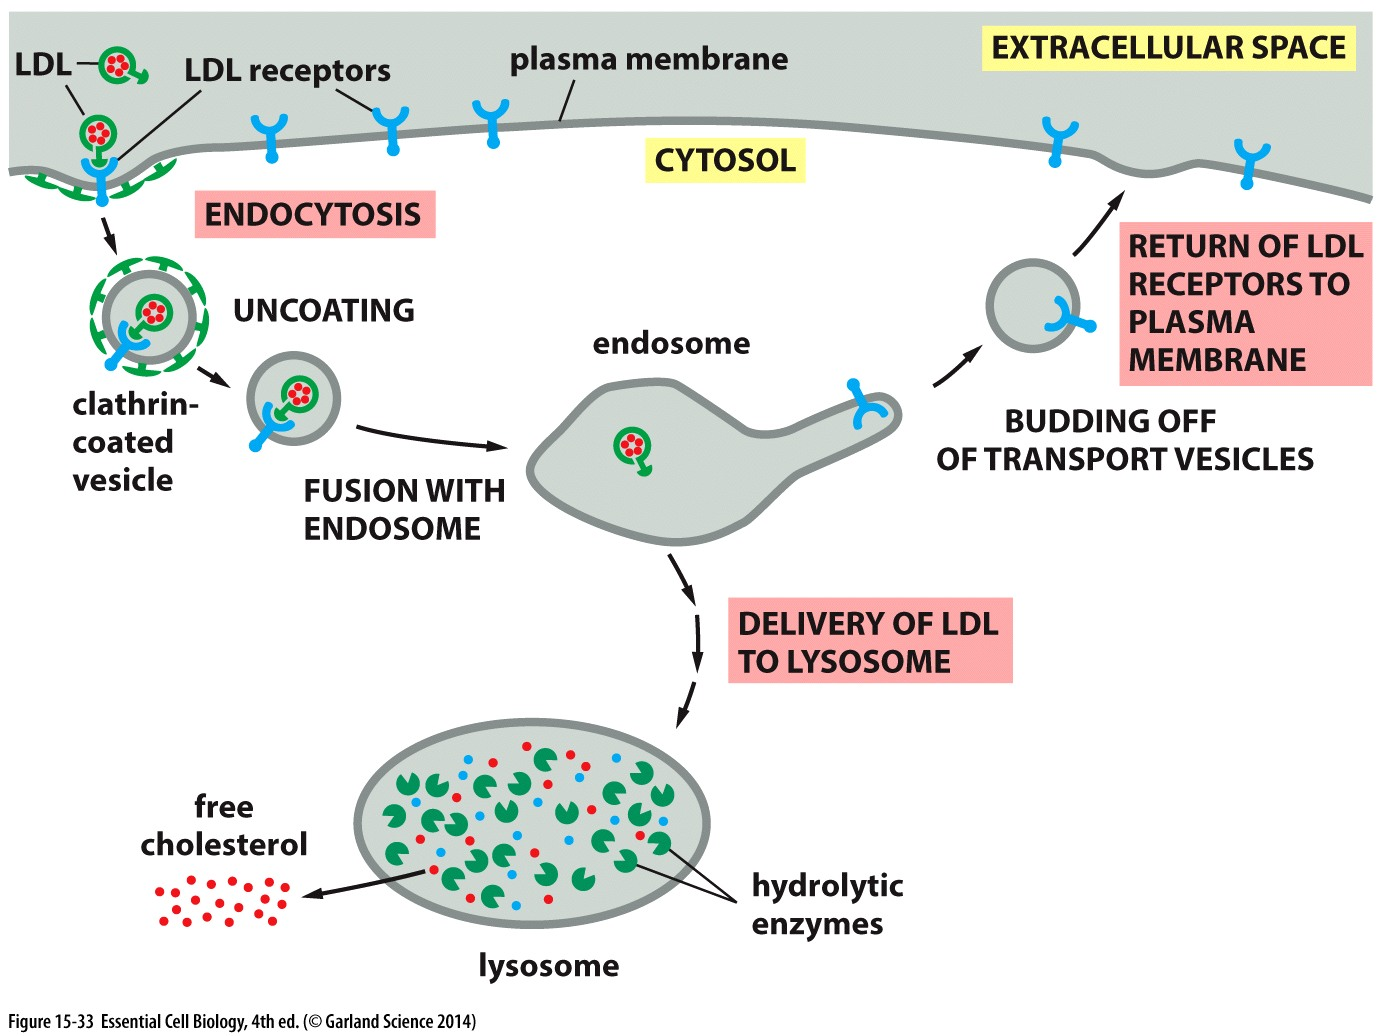 LDL
LDL receptors
plasma membrane
EXTRACELLULAR SPACE
CYTOSOL
ENDOCYTOSIS
RETURN OF LDL
RECEPTORS TO
PLASMA
MEMBRANE
UNCOATING
endosome
clathrin-
coated
vesicle
BUDDING OFF
OF TRANSPORT VESICLES
FUSION WITH
ENDOSOME
DELIVERY OF LDL
TO LYSOSOME
free
cholesterol
hydrolytic
enzymes
lysosome
Figure 15-33 Essential Cell Biology, 4th ed. (© Garland Science 2014)